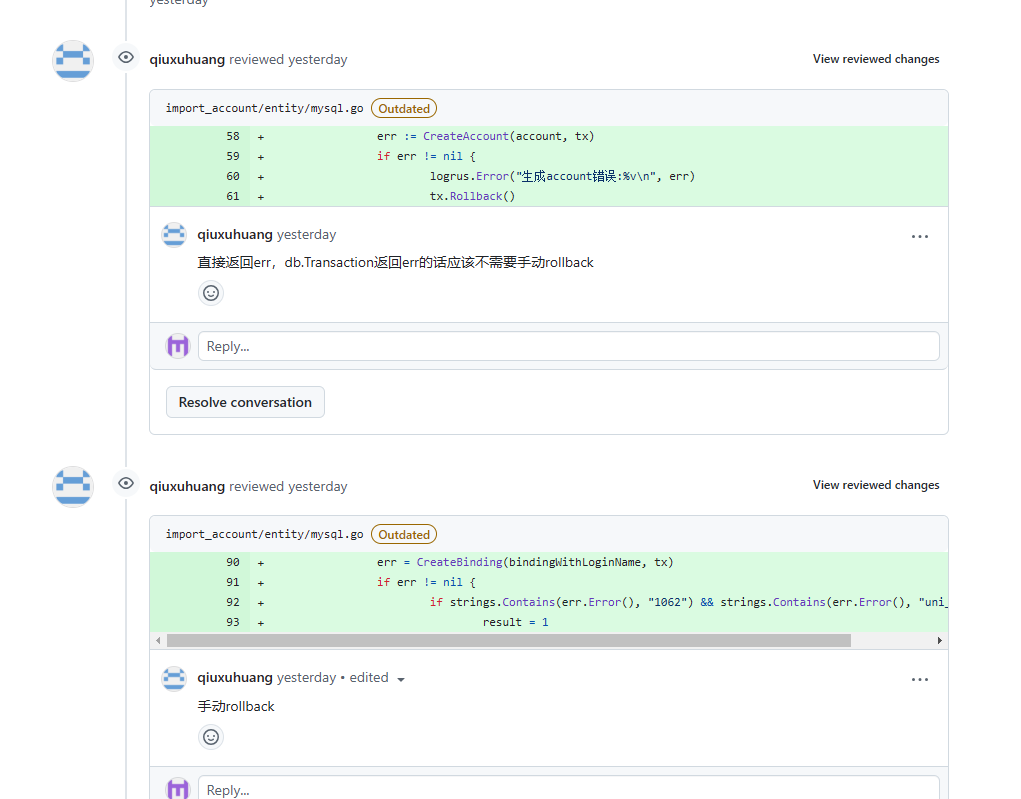 yesterday
qiuxuhuang reviewed yesterday View reviewed changes
import_account/entity/mysql.go Outdated
58 + err := CreateAccount(account, tx)
59 + if err != nil {
60 + logrus.Error("生成account错误:%v\n", err)
61 + tx.Rollback()
qiuxuhuang yesterday ...
直接返回err，db.Transaction返回err的话应该不需要手动rollback
Reply...
Resolve conversation
qiuxuhuang reviewed yesterday View reviewed changes
import_account/entity/mysql.go Outdated
90 + err = CreateBinding(bindingWithLoginName, tx)
91 + if err != nil {
92 + if strings.Contains(err.Error(), "1062") && strings.Contains(err.Error(), "uni_
93 + result = 1
qiuxuhuang yesterday • edited ...
手动rollback
Reply...